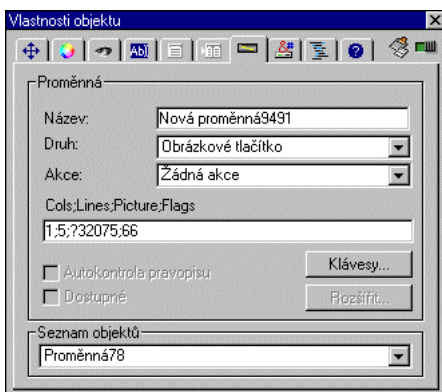 Vlastnosti objektu
Proměnná
Název: Nová proměnná9491
Druh: Obrázkové tlačítko
Akce: Žádná akce
Cols;Lines;Picture;Flags
1;5;?32075;66
Klávesy...
Autokontrola pravopisu
Dostupné
Rozšířit...
Seznam objektů
Proměnná78